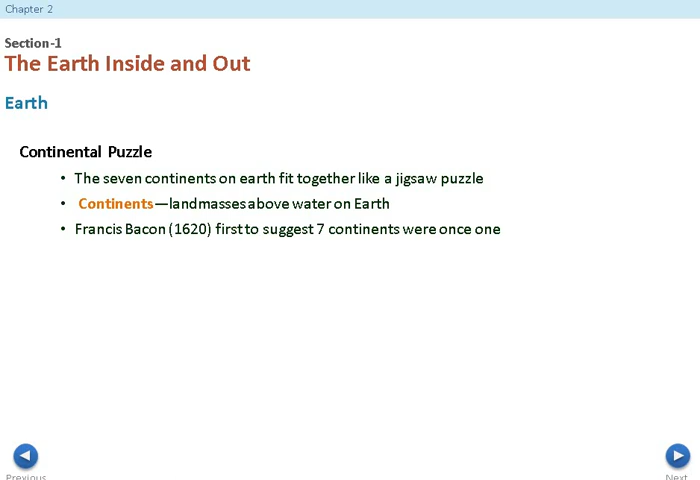 Chapter 2
Section-1
The Earth Inside and Out
Earth
Continental Puzzle
• The seven continents on earth fit together like a jigsaw puzzle
• Continents—landmasses above water on Earth
• Francis Bacon (1620) first to suggest 7 continents were once one
Previous
Next